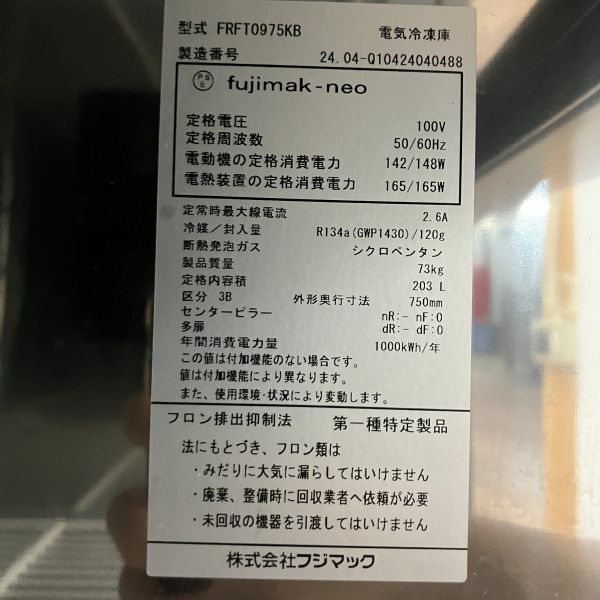 型式 FRFT0975KB 電気冷凍庫
製造番号 24.04-Q10424040488
PSE fujimak-neo
定格電圧 100V
定格周波数 50/60Hz
電動機の定格消費電力 142/148W
電熱装置の定格消費電力 165/165W
定常時最大線電流 2.6A
冷媒/封入量 R134a(GWP1430)/120g
断熱発泡ガス シクロペンタン
製品質量 73kg
定格内容積 203 L
区分 3B 外形奥行寸法 750mm
センターピラー nR:- nF:0
多扉 dR:- dF:0
年間消費電力量 1000kWh/年
この値は付加機能のない場合です。
値は付加機能により異なります。
また、使用環境・状況により変動します。
フロン排出抑制法 第一種特定製品
法にもとづき、フロン類は
・みだりに大気に漏らしてはいけません
・廃棄、整備時に回収業者へ依頼が必要
・未回収の機器を引渡してはいけません
株式会社フジマック